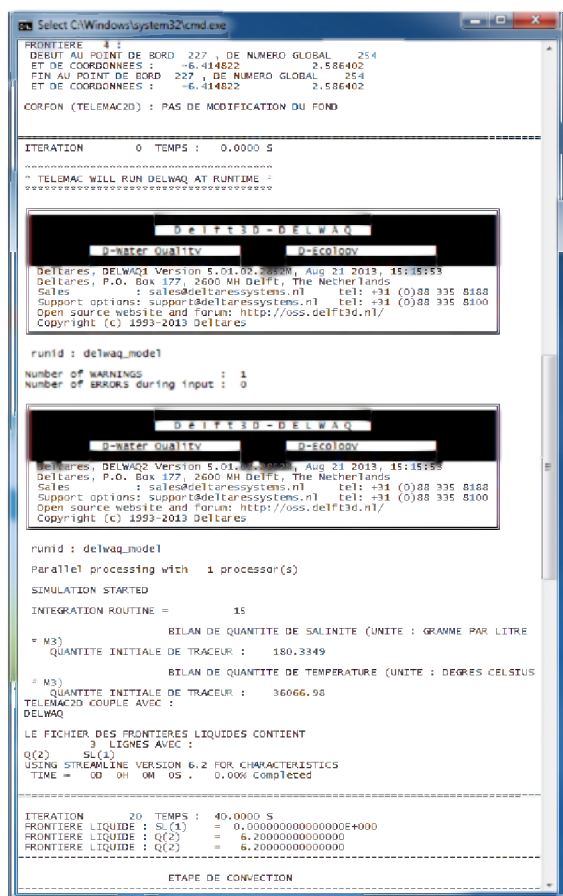 Select C:\Windows\system32\cmd.exe
FRONTIERE 4 :
DEBUT AU POINT DE BORD 227 , DE NUMERO GLOBAL 254
ET DE COORDONNEES : -6.414822 2.586402
FIN AU POINT DE BORD 227 , DE NUMERO GLOBAL 254
ET DE COORDONNEES : -6.414822 2.586402
CORFON (TELEMAC2D) : PAS DE MODIFICATION DU FOND
ITERATION 0 TEMPS : 0.0000 S
* TELEMAC WILL RUN DELWAQ AT RUNTIME *
Delft3D-DELWAQ
D-Water Quality D-Ecology
Deltares, DELWAQ1 Version 5.01.02.2892M, Aug 21 2013, 15:15:53
Deltares, P.O. Box 177, 2600 MH Delft, The Netherlands
Sales : sales@deltaressystems.nl tel: +31 (0)88 335 8188
Support options: support@deltaressystems.nl tel: +31 (0)88 335 8100
Open source website and forum: http://oss.delft3d.nl/
Copyright (c) 1993-2013 Deltares
runid : delwaq_model
Number of WARNINGS : 1
Number of ERRORS during input : 0
Delft3D-DELWAQ
D-Water Quality D-Ecology
Deltares, DELWAQ2 Version Aug 21 2013, 15:15:53
Deltares, P.O. Box 177, 2600 MH Delft, The Netherlands
Sales : sales@deltaressystems.nl tel: +31 (0)88 335 8188
Support options: support@deltaressystems.nl tel: +31 (0)88 335 8100
Open source website and forum: http://oss.delft3d.nl/
Copyright (c) 1993-2013 Deltares
runid : delwaq_model
Parallel processing with 1 processor(s)
SIMULATION STARTED
INTEGRATION ROUTINE = 15
BILAN DE QUANTITE DE SALINITE (UNITE : GRAMME PAR LITRE
* M3)
QUANTITE INITIALE DE TRACEUR : 180.3349
BILAN DE QUANTITE DE TEMPERATURE (UNITE : DEGRES CELSIUS
* M3)
QUANTITE INITIALE DE TRACEUR : 36066.98
TELEMAC2D COUPLE AVEC :
DELWAQ
LE FICHIER DES FRONTIERES LIQUIDES CONTIENT
3 LIGNES AVEC :
Q(2) SL(1)
USING STREAMLINE VERSION 6.2 FOR CHARACTERISTICS
TIME = 0D 0H 0M 0S . 0.00% Completed
ITERATION 20 TEMPS : 40.0000 S
FRONTIERE LIQUIDE : SL(1) = 0.000000000000000E+000
FRONTIERE LIQUIDE : Q(2) = 6.20000000000000
FRONTIERE LIQUIDE : Q(2) = 6.20000000000000
ETAPE DE CONVECTION